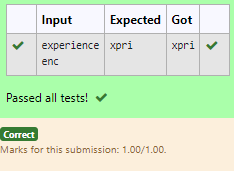 Input Expected Got
experience xpri xpri
enc
Passed all tests!
Correct
Marks for this submission: 1.00/1.00.